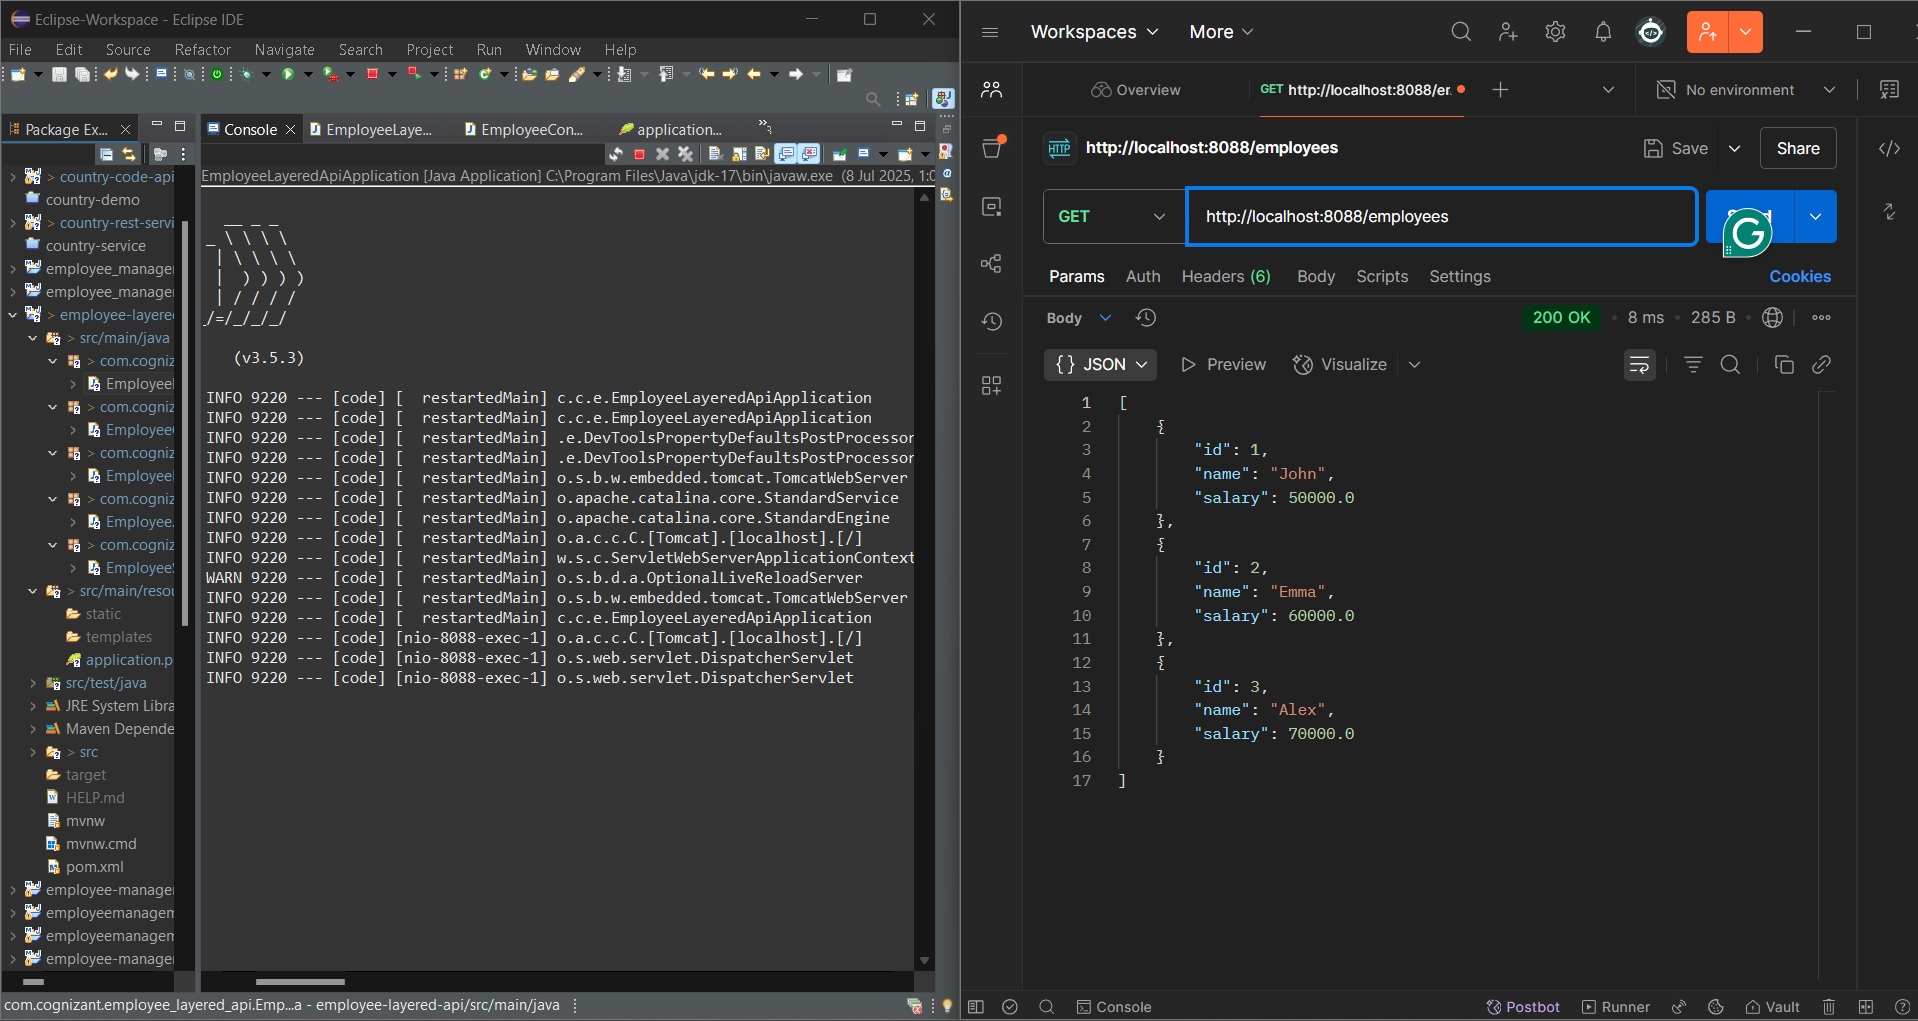 Eclipse-Workspace - Eclipse IDE
File Edit Source Refactor Navigate Search Project Run Window Help
Package Ex...
country-code-api
country-demo
> country-rest-servi
country-service
employee_manager
employee_manager
> employee-layered
> src/main/java
> com.cogniz
Employee
> com.cogniz
Employee
> com.cogniz
Employee
> com.cogniz
Employee.
> com.cogniz
Employee
> src/main/resou
static
templates
application.p
src/test/java
JRE System Libra
Maven Depende
> src
target
HELP.md
mvnw
mvnw.cmd
pom.xml
employee-manager
employeemanagem
employeemanagem
employee-manager
Console EmployeeLaye... EmployeeCon... application... »3
EmployeeLayeredApiApplication [Java Application] C:\Program Files\Java\jdk-17\bin\javaw.exe (8 Jul 2025, 1:0
__ _ _
_ \ \ \ \
| \ \ \ \
| ) ) ) )
| / / / /
_/=/_/_/_/
(v3.5.3)
INFO 9220 --- [code] [  restartedMain] c.c.e.EmployeeLayeredApiApplication
INFO 9220 --- [code] [  restartedMain] c.c.e.EmployeeLayeredApiApplication
INFO 9220 --- [code] [  restartedMain] .e.DevToolsPropertyDefaultsPostProcessor
INFO 9220 --- [code] [  restartedMain] .e.DevToolsPropertyDefaultsPostProcessor
INFO 9220 --- [code] [  restartedMain] o.s.b.w.embedded.tomcat.TomcatWebServer
INFO 9220 --- [code] [  restartedMain] o.apache.catalina.core.StandardService
INFO 9220 --- [code] [  restartedMain] o.apache.catalina.core.StandardEngine
INFO 9220 --- [code] [  restartedMain] o.a.c.c.C.[Tomcat].[localhost].[/]
INFO 9220 --- [code] [  restartedMain] w.s.c.ServletWebServerApplicationContext
WARN 9220 --- [code] [  restartedMain] o.s.b.d.a.OptionalLiveReloadServer
INFO 9220 --- [code] [  restartedMain] o.s.b.w.embedded.tomcat.TomcatWebServer
INFO 9220 --- [code] [  restartedMain] c.c.e.EmployeeLayeredApiApplication
INFO 9220 --- [code] [nio-8088-exec-1] o.a.c.c.C.[Tomcat].[localhost].[/]
INFO 9220 --- [code] [nio-8088-exec-1] o.s.web.servlet.DispatcherServlet
INFO 9220 --- [code] [nio-8088-exec-1] o.s.web.servlet.DispatcherServlet
com.cognizant.employee_layered_api.Emp...a - employee-layered-api/src/main/java
Workspaces More
Overview GET http://localhost:8088/er No environment
HTTP http://localhost:8088/employees Save Share
GET http://localhost:8088/employees
Params Auth Headers (6) Body Scripts Settings Cookies
Body 200 OK 8 ms 285 B
{} JSON Preview Visualize
1 [
2 {
3 "id": 1,
4 "name": "John",
5 "salary": 50000.0
6 },
7 {
8 "id": 2,
9 "name": "Emma",
10 "salary": 60000.0
11 },
12 {
13 "id": 3,
14 "name": "Alex",
15 "salary": 70000.0
16 }
17 ]
Console Postbot Runner Vault